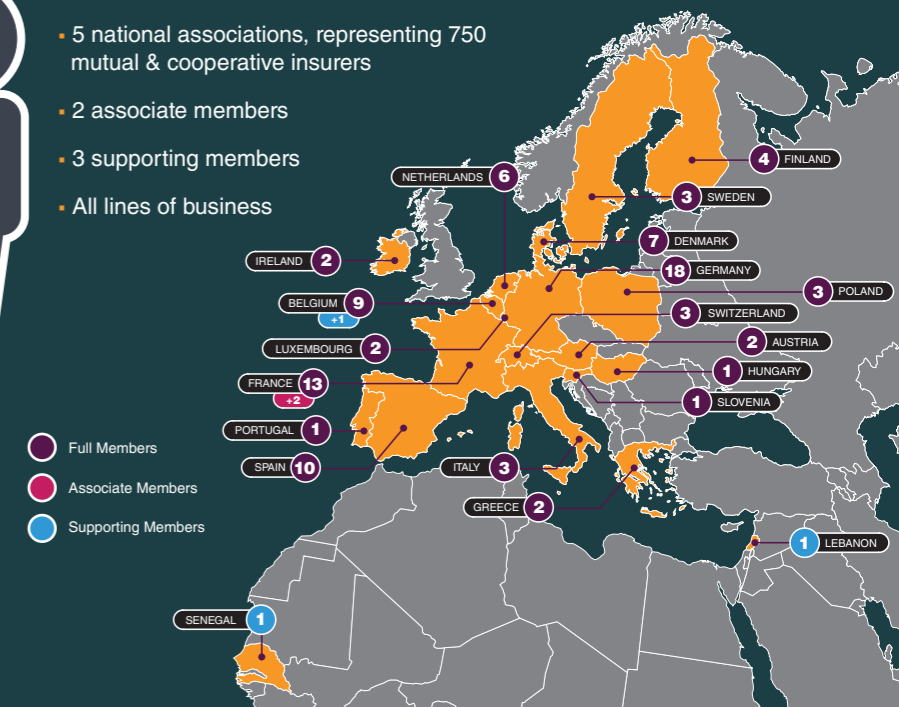 ▪ 5 national associations, representing 750
mutual & cooperative insurers
▪ 2 associate members
▪ 3 supporting members
▪ All lines of business
NETHERLANDS 6
4 FINLAND
3 SWEDEN
7 DENMARK
IRELAND 2
18 GERMANY
3 POLAND
BELGIUM 9
+1
3 SWITZERLAND
2 AUSTRIA
LUXEMBOURG 2
1 HUNGARY
FRANCE 13
+2
1 SLOVENIA
PORTUGAL 1
SPAIN 10
ITALY 3
GREECE 2
Full Members
Associate Members
Supporting Members
1 LEBANON
SENEGAL 1